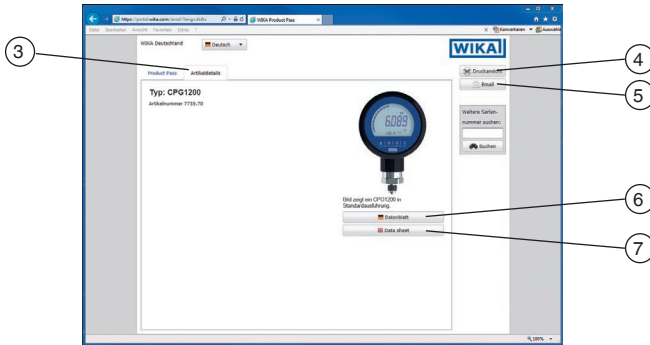 https://portal.wika.com/serial?lang=de&s
WIKA Product Pass
Datei Bearbeiten Ansicht Favoriten Extras ?
Konvertieren
Auswahl
WIKA Deutschland
Deutsch
WIKAI
3
4
5
6
7
Product Pass
Artikeldetails
Druckansicht
Email
Typ: CPG1200
Artikelnummer 7735.70
Weitere Serien-
nummer suchen:
Suchen
6.089
Bild zeigt ein CPG1200 in
Standardausführung.
Datenblatt
Data sheet
100%